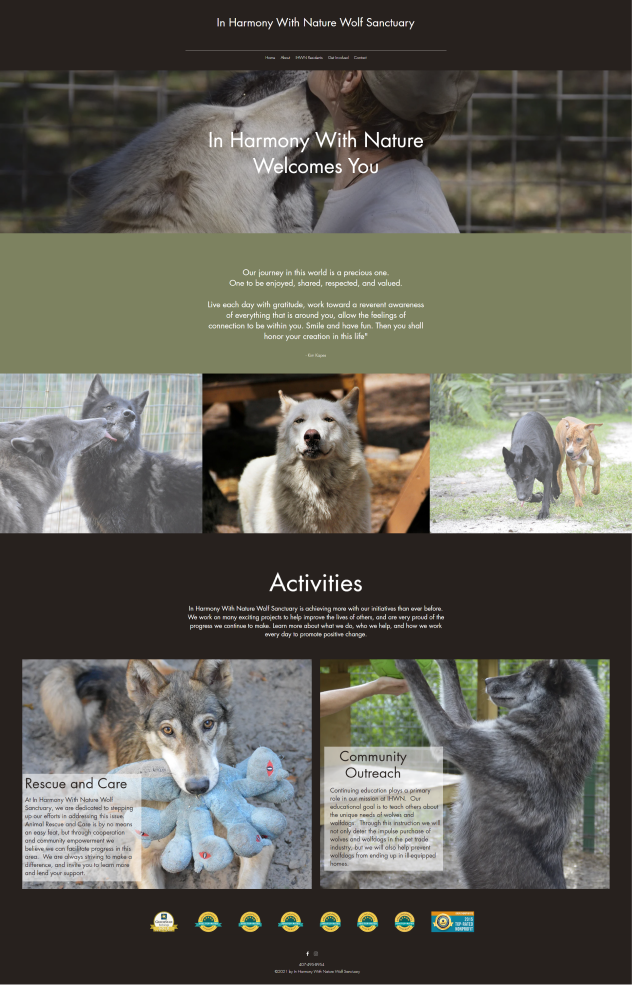 In Harmony With Nature Wolf Sanctuary
Home About IHWN Residents Get Involved Contact
In Harmony With Nature
Welcomes You
Our journey in this world is a precious one.
One to be enjoyed, shared, respected, and valued.
Live each day with gratitude, work toward a reverent awareness
of everything that is around you, allow the feelings of
connection to be within you. Smile and have fun. Then you shall
honor your creation in this life"
Activities
In Harmony With Nature Wolf Sanctuary is achieving more with our initiatives than ever before.
We work on many exciting projects to help improve the lives of others, and are very proud of the
progress we continue to make. Learn more about what we do, who we help, and how we work
every day to promote positive change.
Rescue and Care
At In Harmony With Nature Wolf
Sanctuary, we are dedicated to stepping
up our efforts in addressing this issue.
Animal Rescue and Care is by no means
an easy feat, but through cooperation
and community empowerment we
believe we can facilitate progress in this
area. We are always striving to make a
difference, and invite you to learn more
and lend your support.
Community
Outreach
Continuing education plays a primary
role in our mission at IHWN. Our
educational goal is to teach others about
the unique needs of wolves and
wolfdogs. Through this instruction we will
not only deter the impulse purchase of
wolves and wolfdogs in the pet trade
industry, but we will also help prevent
wolfdogs from ending up in ill-equipped
homes.
2015
TOP-RATED
NONPROFIT
©2021 by In Harmony With Nature Wolf Sanctuary